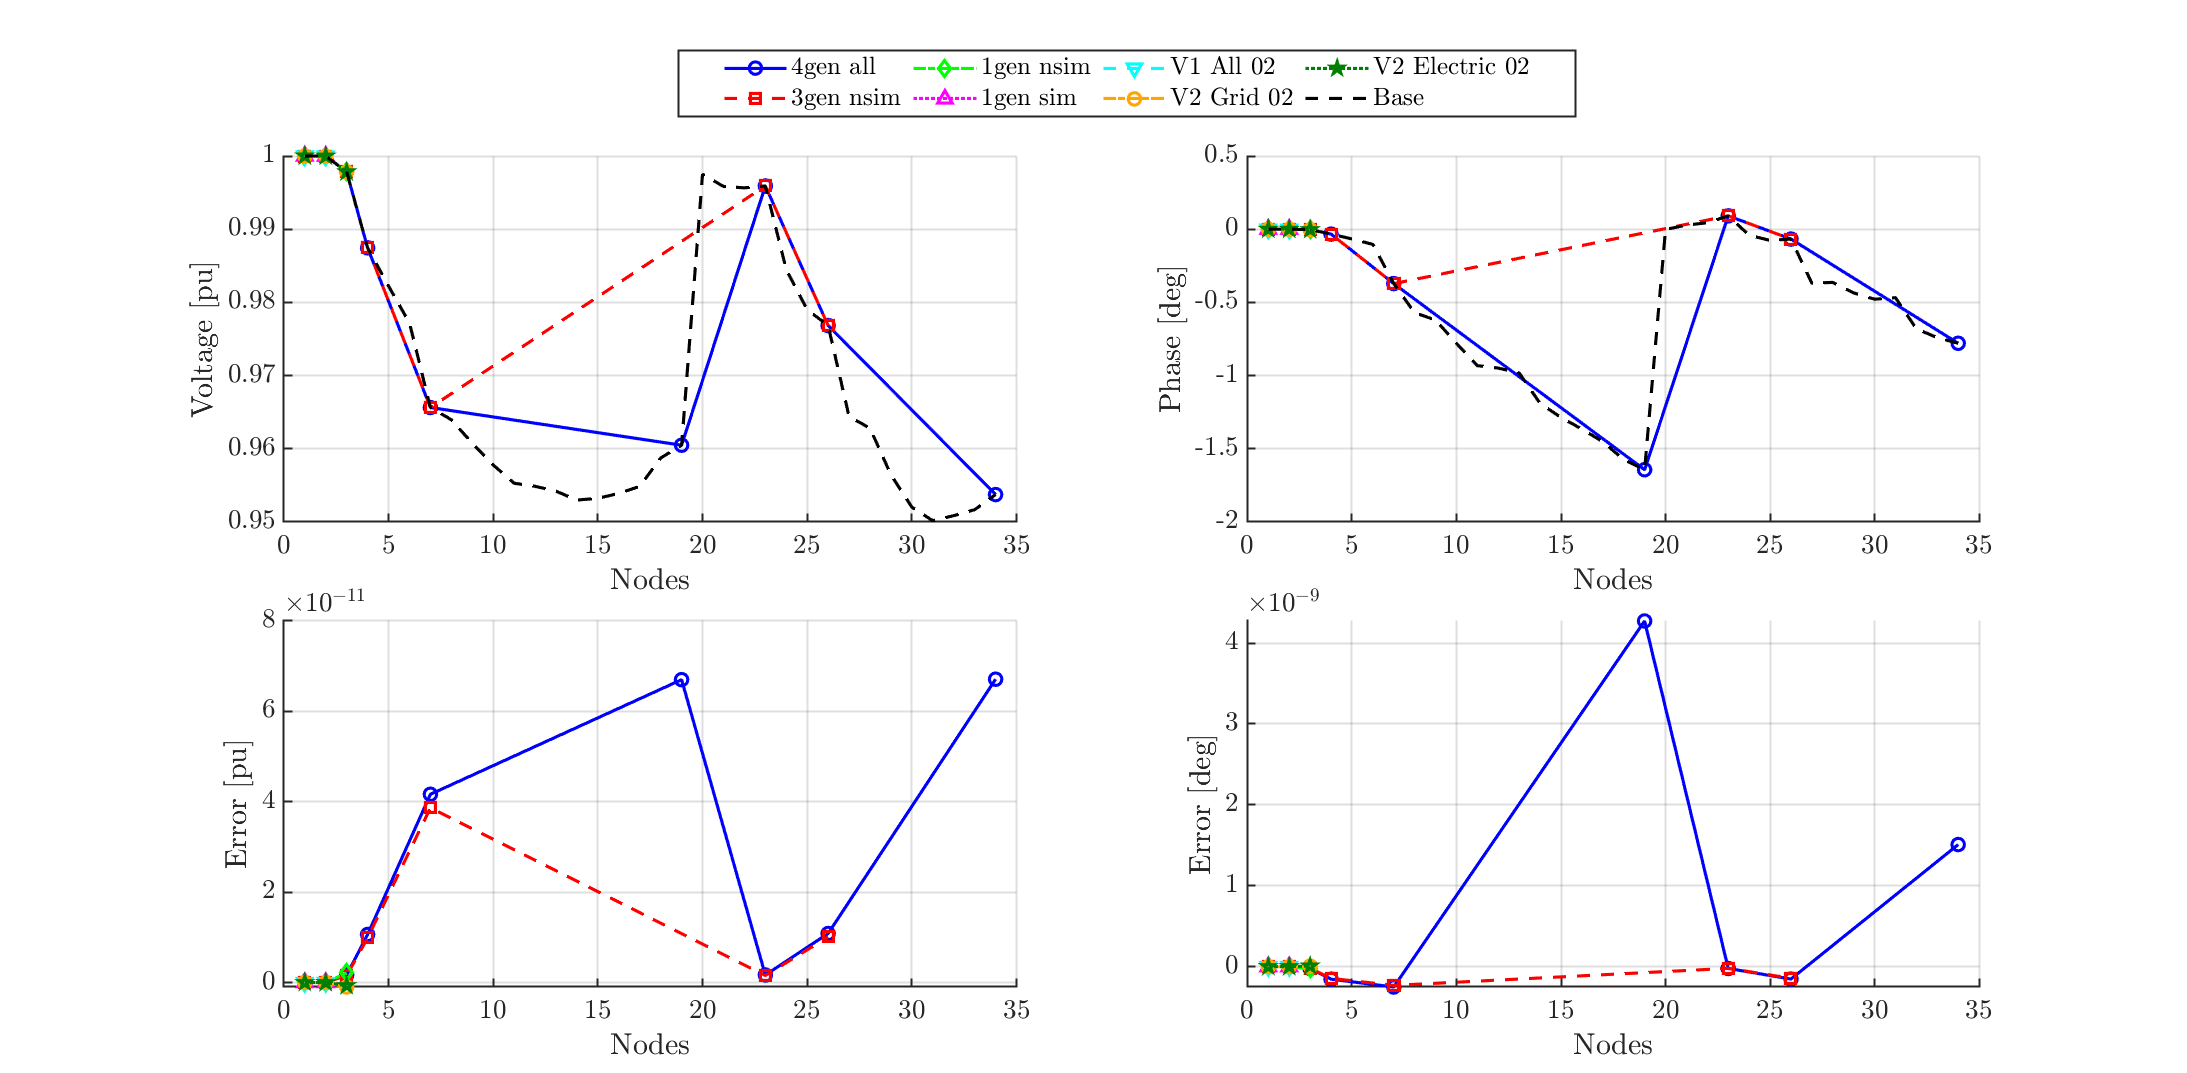 4gen all 1gen nsim V1 All 02 V2 Electric 02
3gen nsim 1gen sim V2 Grid 02 Base
1
0.99
0.98
0.97
0.96
0.95
Voltage [pu]
0 5 10 15 20 25 30 35
Nodes
0.5
0
-0.5
-1
-1.5
-2
Phase [deg]
0 5 10 15 20 25 30 35
Nodes
×10⁻¹¹
8
6
4
2
0
Error [pu]
0 5 10 15 20 25 30 35
Nodes
×10⁻⁹
4
3
2
1
0
Error [deg]
0 5 10 15 20 25 30 35
Nodes